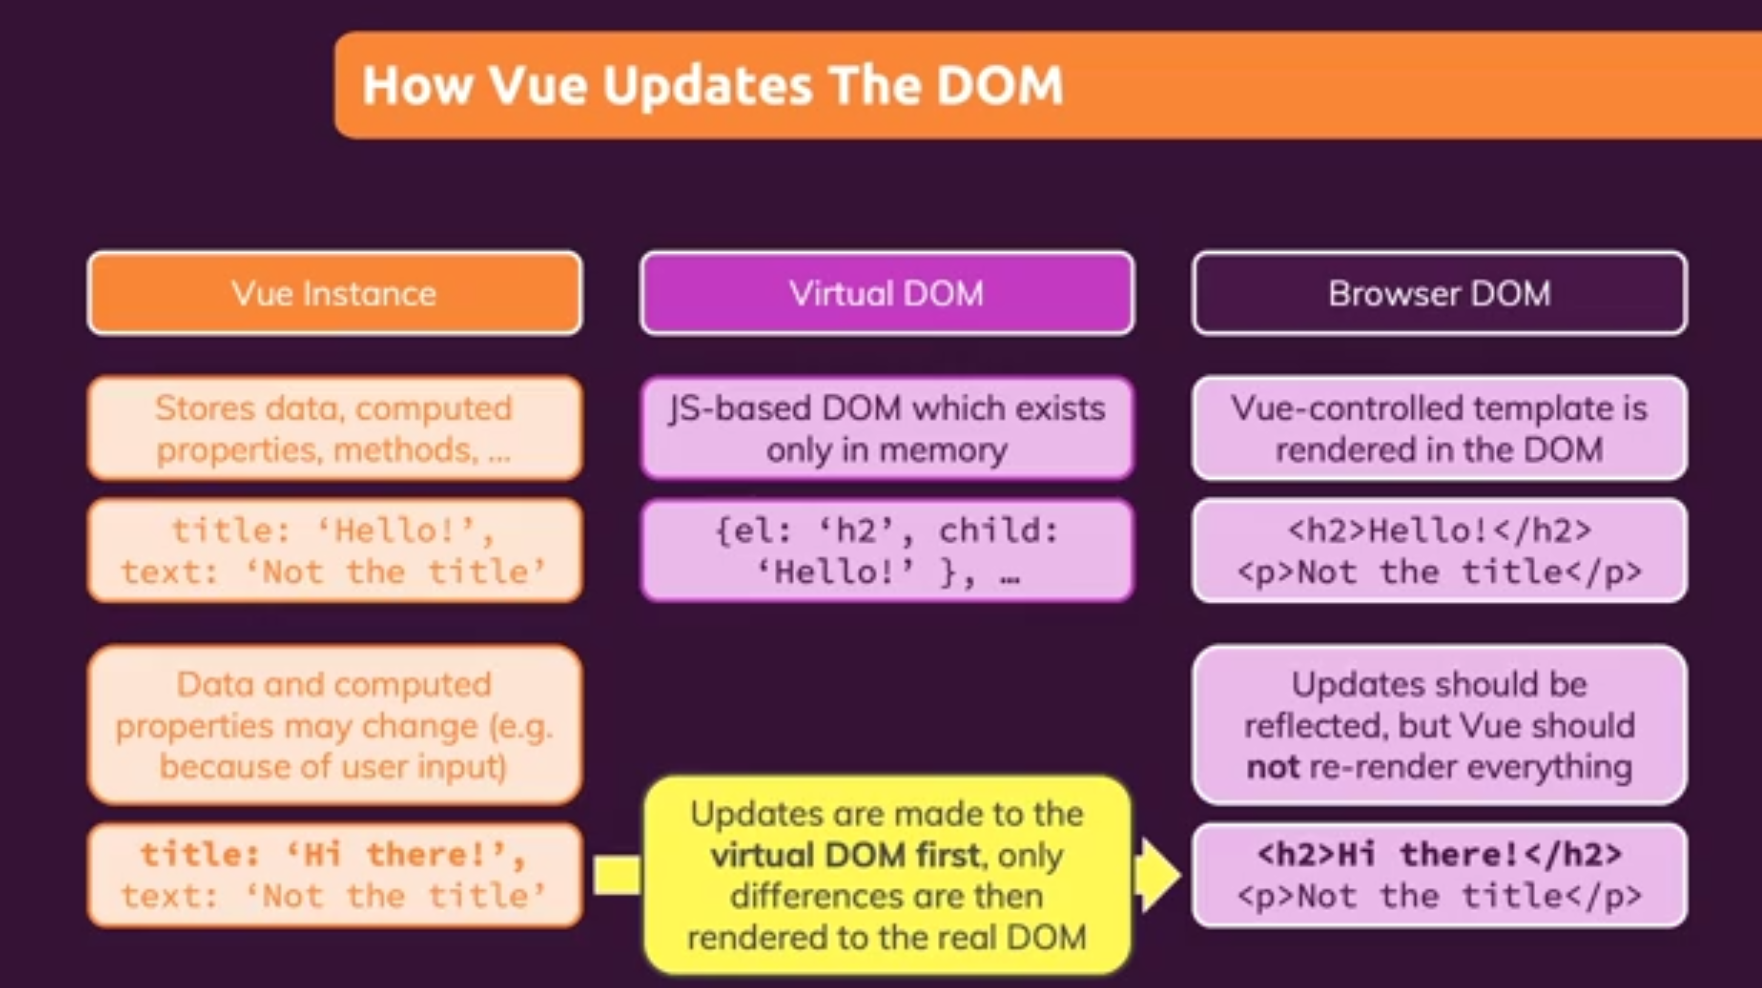 How Vue Updates The DOM
Vue Instance
Virtual DOM
Browser DOM
Stores data, computed
properties, methods, ...
JS-based DOM which exists
only in memory
Vue-controlled template is
rendered in the DOM
title: ‘Hello!’,
text: ‘Not the title’
{el: ‘h2’, child:
‘Hello!’ }, …
<h2>Hello!</h2>
<p>Not the title</p>
Data and computed
properties may change (e.g.
because of user input)
Updates should be
reflected, but Vue should
not re-render everything
title: ‘Hi there!’,
text: ‘Not the title’
Updates are made to the
virtual DOM first, only
differences are then
rendered to the real DOM
<h2>Hi there!</h2>
<p>Not the title</p>